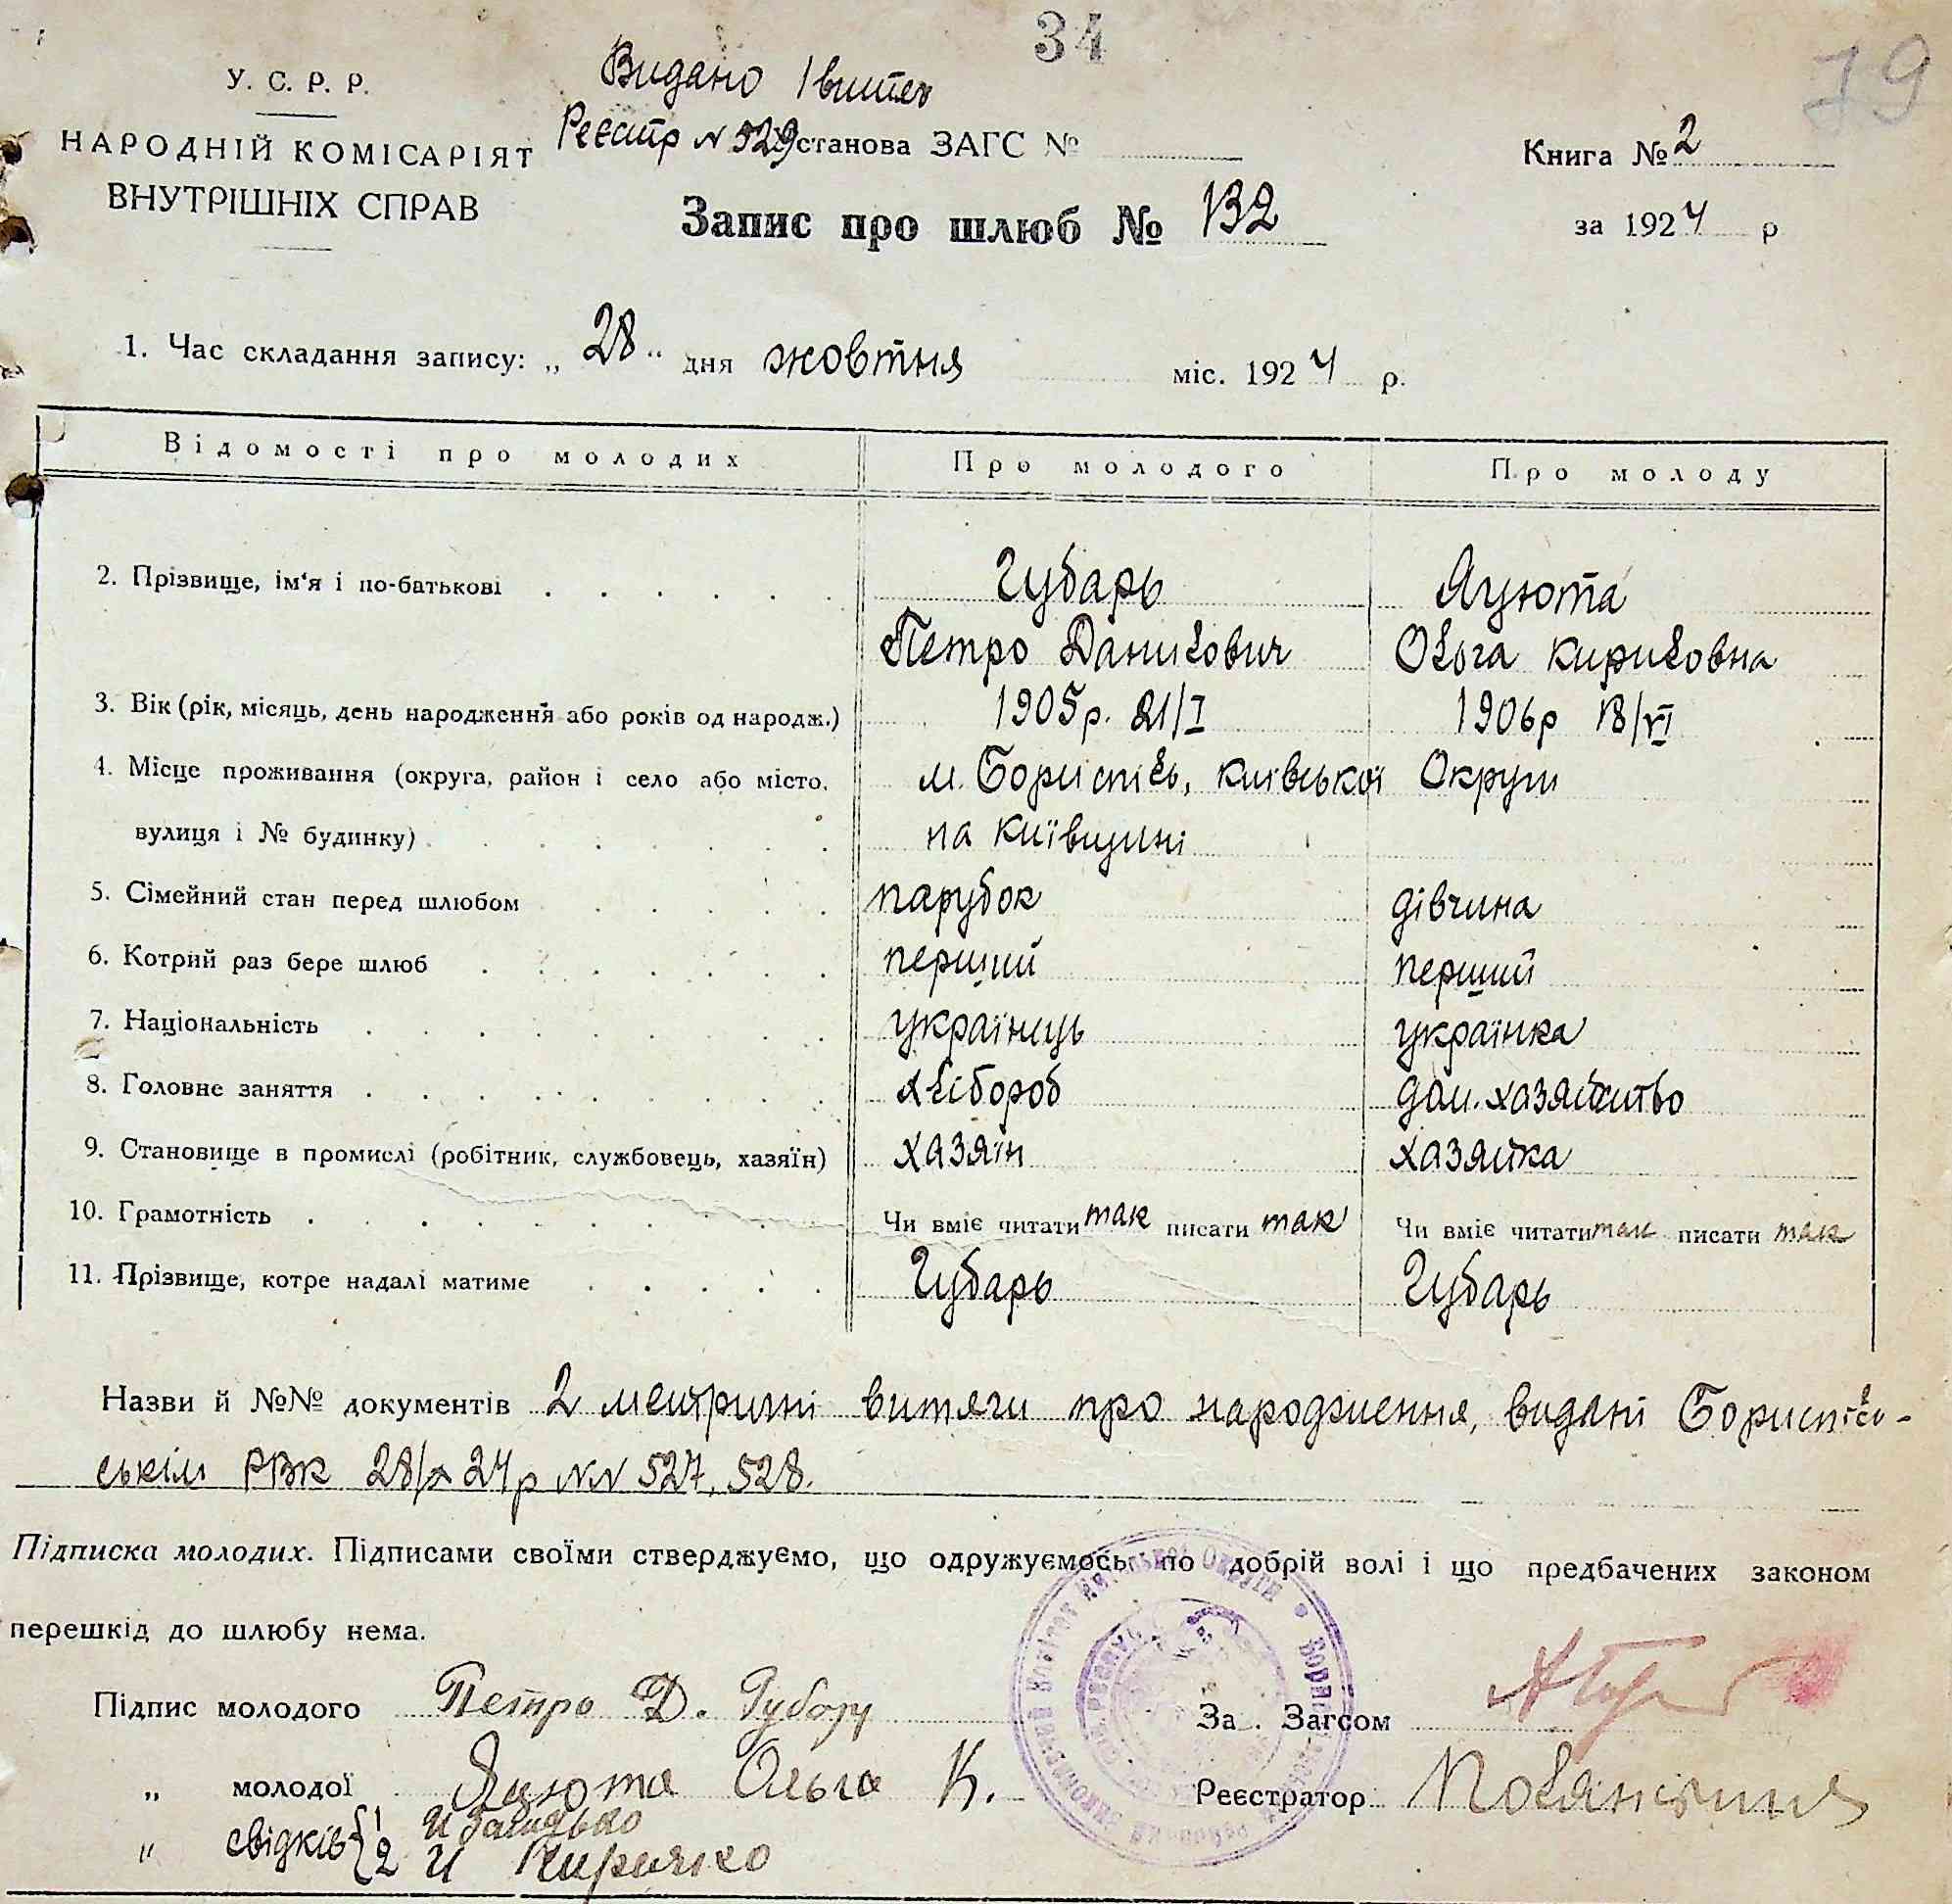 34
79
У. С. Р. Р.
НАРОДНІЙ КОМІСАРІЯТ
ВНУТРІШНІХ СПРАВ
Видано 1 витяг
Реєстр № 529
Установа ЗАГС №
Книга № 2
Запис про шлюб № 132
за 1924 р
1. Час складання запису: „28" дня жовтня міс. 1924 р.
Відомості про молодих Про молодого Про молоду
2. Прізвище, ім'я і по-батькові Губарь Яцюта
Петро Данилович Ольга Кириловна
3. Вік (рік, місяць, день народження або років од народж.) 1905р. 21/I 1906р 18/VI
4. Місце проживання (округа, район і село або місто, м. Бориспіль, Київської Округи
вулиця і № будинку) на Київщині
5. Сімейний стан перед шлюбом парубок дівчина
6. Котрий раз бере шлюб перший перший
7. Національність українець українка
8. Головне заняття хлібороб дом. хазяйство
9. Становище в промислі (робітник, службовець, хазяїн) хазяїн хазяйка
10. Грамотність Чи вміє читати так писати так Чи вміє читати так писати так
11. Прізвище, котре надалі матиме Губарь Губарь
Назви й №№ документів 2 метричні витяги про народження, видані Бориспіль-
ськім РВК 28/X 24р №№ 527, 528.
Підписка молодих. Підписами своїми стверджуємо, що одружуємось по добрій волі і що предбачених законом
перешкід до шлюбу нема.
Підпис молодого Петро Д. Губарь
За . Загсом
„ молодої Яцюта Ольга К.
Реєстратор
„ свідків { 1
2 И Киричко